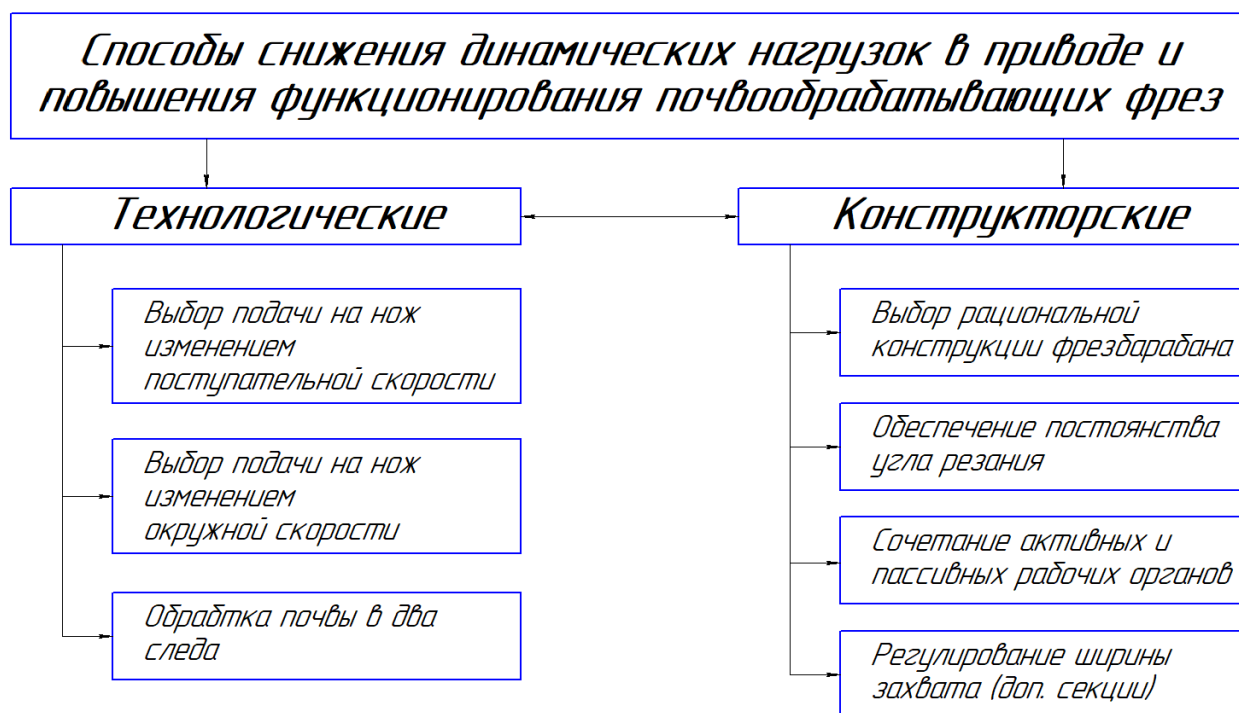 Способы снижения динамических нагрузок в приводе и
повышения функционирования почвообрабатывающих фрез
Технологические
Конструкторские
Выбор подачи на нож
изменением
поступательной скорости
Выбор подачи на нож
изменением
окружной скорости
Обрабтка почвы в два
следа
Выбор рациональной
конструкции фрезбарабана
Обеспечение постоянства
угла резания
Сочетание активных и
пассивных рабочих органов
Регулирование ширины
захвата (доп. секции)